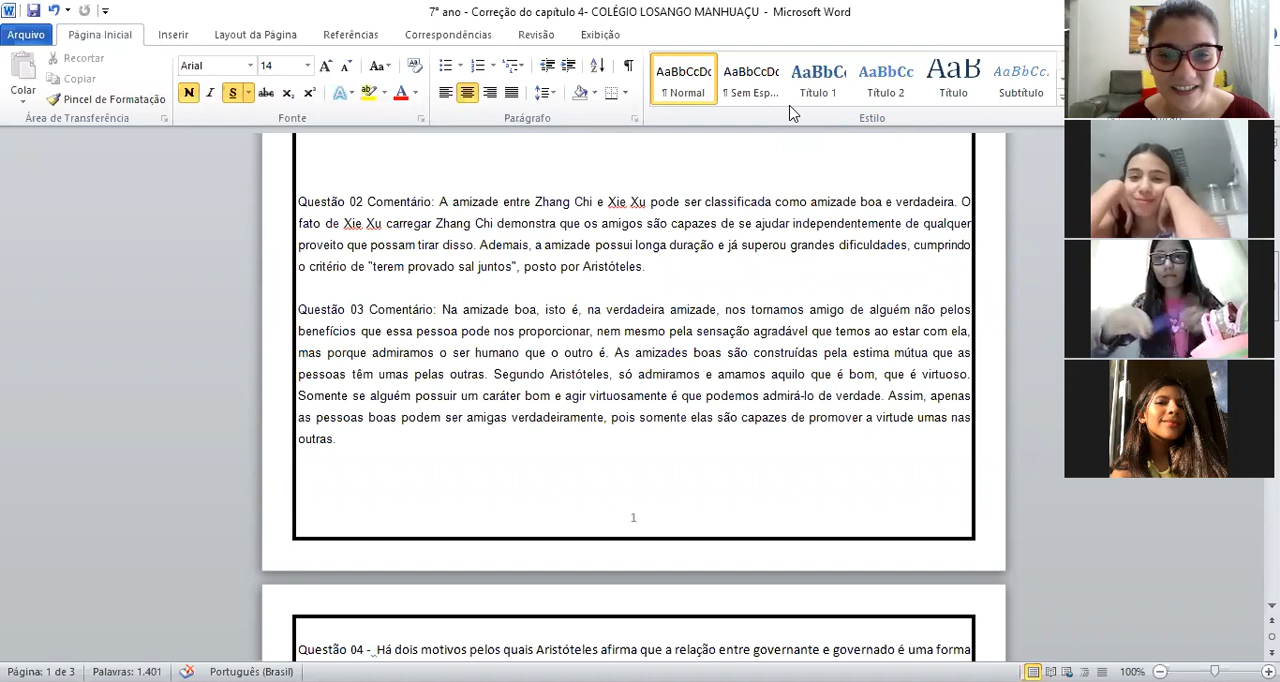 7° ano - Correção do capítulo 4- COLÉGIO LOSANGO MANHUAÇU - Microsoft Word
Arquivo Página Inicial Inserir Layout da Página Referências Correspondências Revisão Exibição
Recortar
Copiar
Colar
Pincel de Formatação
Área de Transferência
Arial 14
Aa
N I S abc x₂ x² A A
Fonte
Parágrafo
AaBbCcDc AaBbCcDc AaBbC AaBbCc AaB AaBbCc.
¶ Normal ¶ Sem Esp... Título 1 Título 2 Título Subtítulo
Estilo
Questão 02 Comentário: A amizade entre Zhang Chi e Xie Xu pode ser classificada como amizade boa e verdadeira. O
fato de Xie Xu carregar Zhang Chi demonstra que os amigos são capazes de se ajudar independentemente de qualquer
proveito que possam tirar disso. Ademais, a amizade possui longa duração e já superou grandes dificuldades, cumprindo
o critério de "terem provado sal juntos", posto por Aristóteles.
Questão 03 Comentário: Na amizade boa, isto é, na verdadeira amizade, nos tornamos amigo de alguém não pelos
benefícios que essa pessoa pode nos proporcionar, nem mesmo pela sensação agradável que temos ao estar com ela,
mas porque admiramos o ser humano que o outro é. As amizades boas são construídas pela estima mútua que as
pessoas têm umas pelas outras. Segundo Aristóteles, só admiramos e amamos aquilo que é bom, que é virtuoso.
Somente se alguém possuir um caráter bom e agir virtuosamente é que podemos admirá-lo de verdade. Assim, apenas
as pessoas boas podem ser amigas verdadeiramente, pois somente elas são capazes de promover a virtude umas nas
outras.
1
Questão 04 - Há dois motivos pelos quais Aristóteles afirma que a relação entre governante e governado é uma forma
Página: 1 de 3 Palavras: 1.401 Português (Brasil) 100%